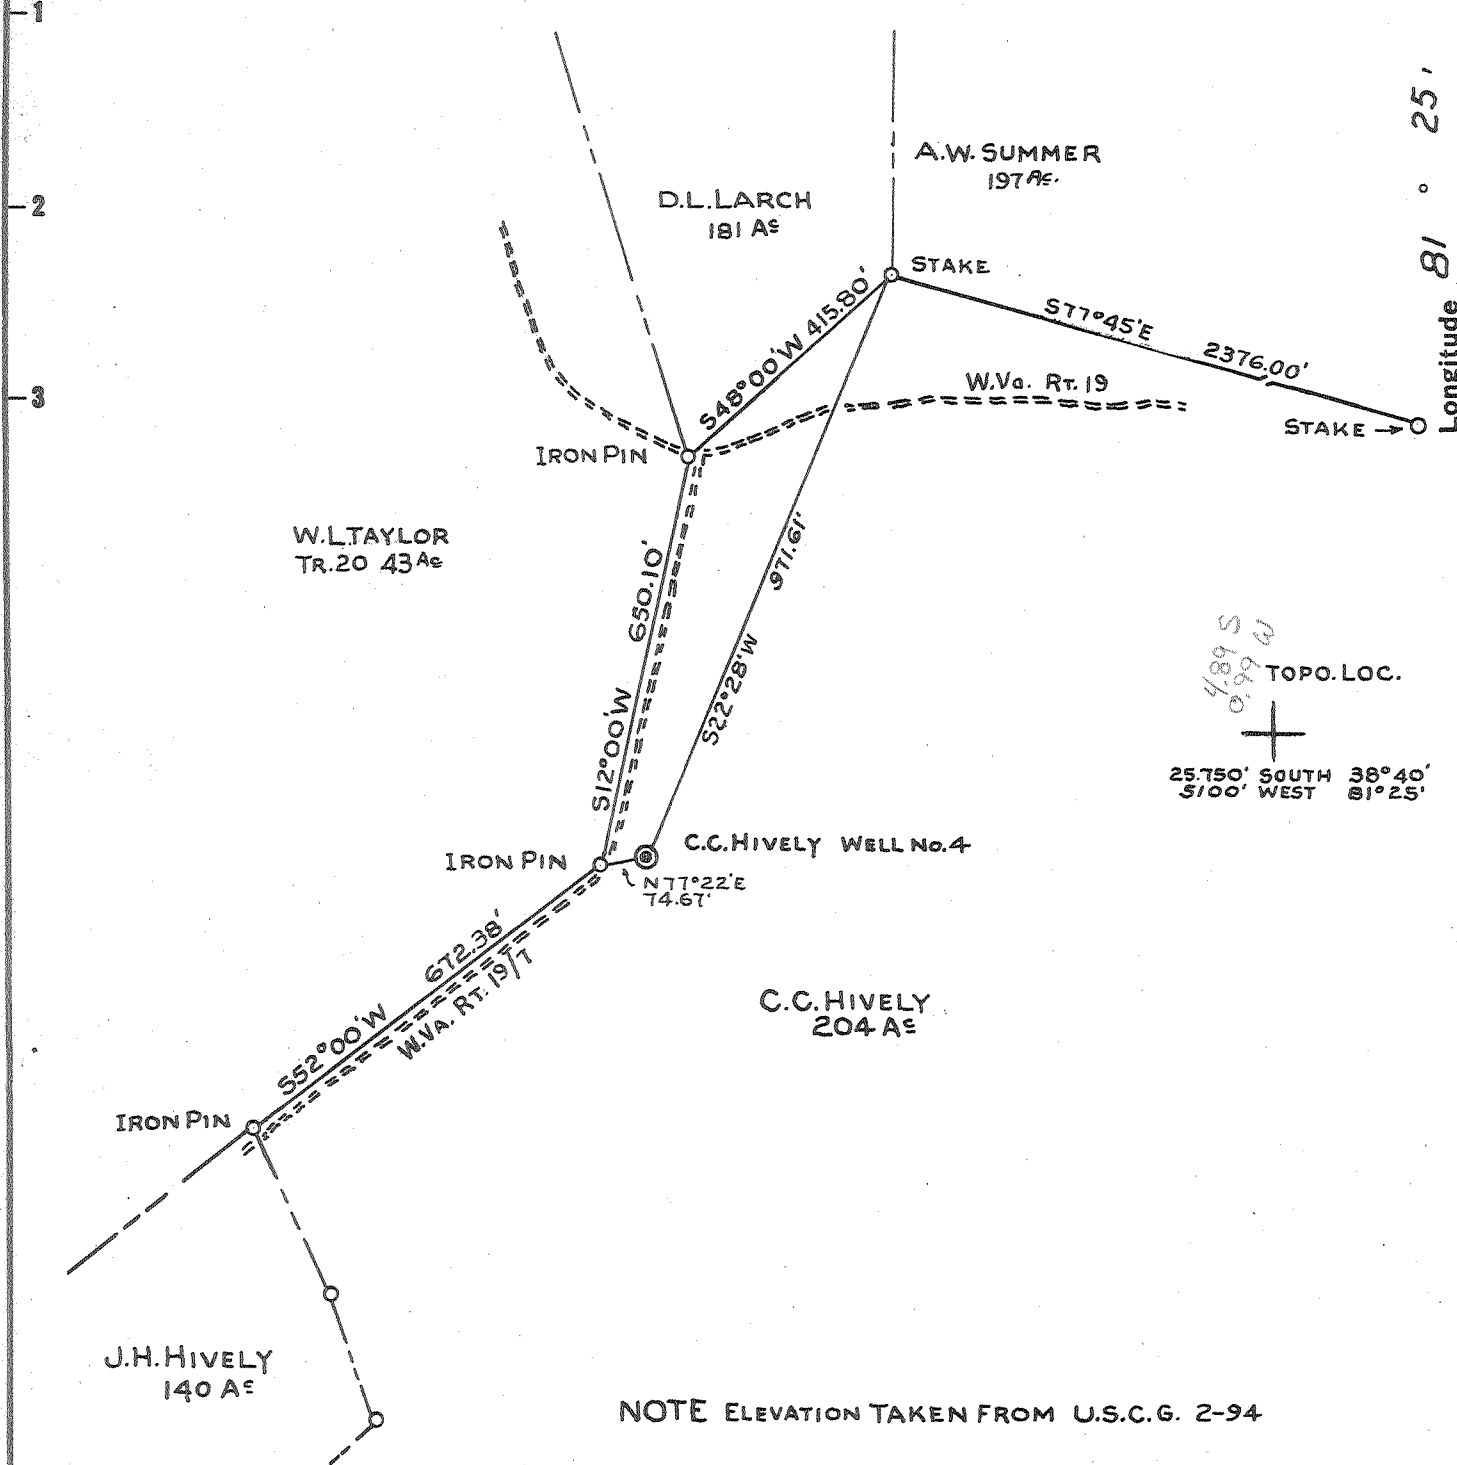 1
A.W. SUMMER
197 Ac.
25'
D.L. LARCH
181 Ac
2
°
81
Longitude
STAKE
S48°00'W 415.80'
S77°45'E 2376.00'
3
W.Va. RT. 19
STAKE
IRON PIN
W.L TAYLOR
TR.20 43 Ac
S12°00'W 650.10'
S22°28'W 971.61'
4.89 S
0.99 W
TOPO. LOC.
25.750' SOUTH 38°40'
5100' WEST 81°25'
C.C. HIVELY WELL NO. 4
IRON PIN
N77°22'E
74.67'
S52°00'W 672.38'
W.VA. RT. 19/7
C.C. HIVELY
204 Ac
IRON PIN
J.H. HIVELY
140 Ac
NOTE ELEVATION TAKEN FROM U.S.C.G. 2-94